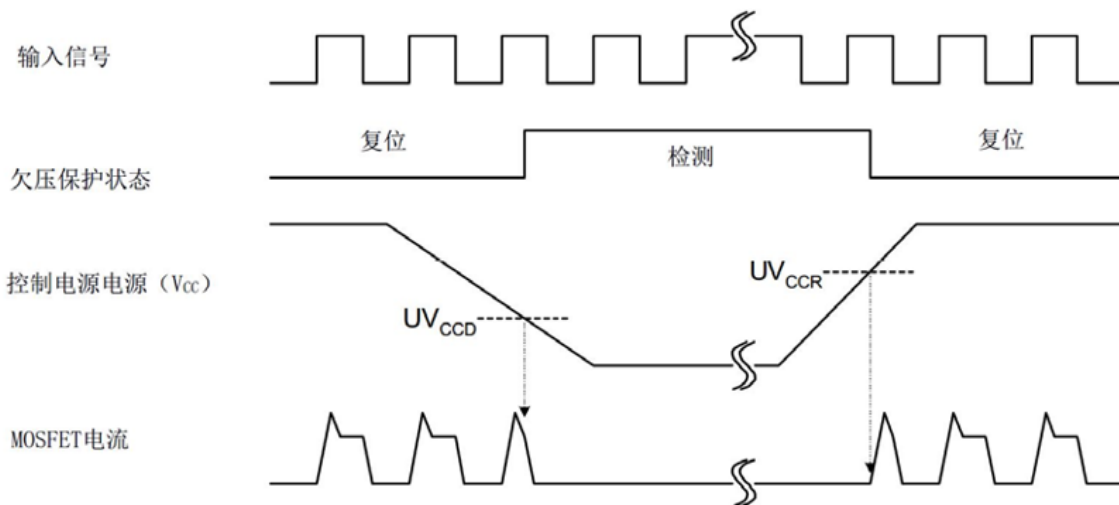 输入信号
复位
检测
复位
欠压保护状态
控制电源电源（VCC）
UVCCD
UVCCR
MOSFET电流